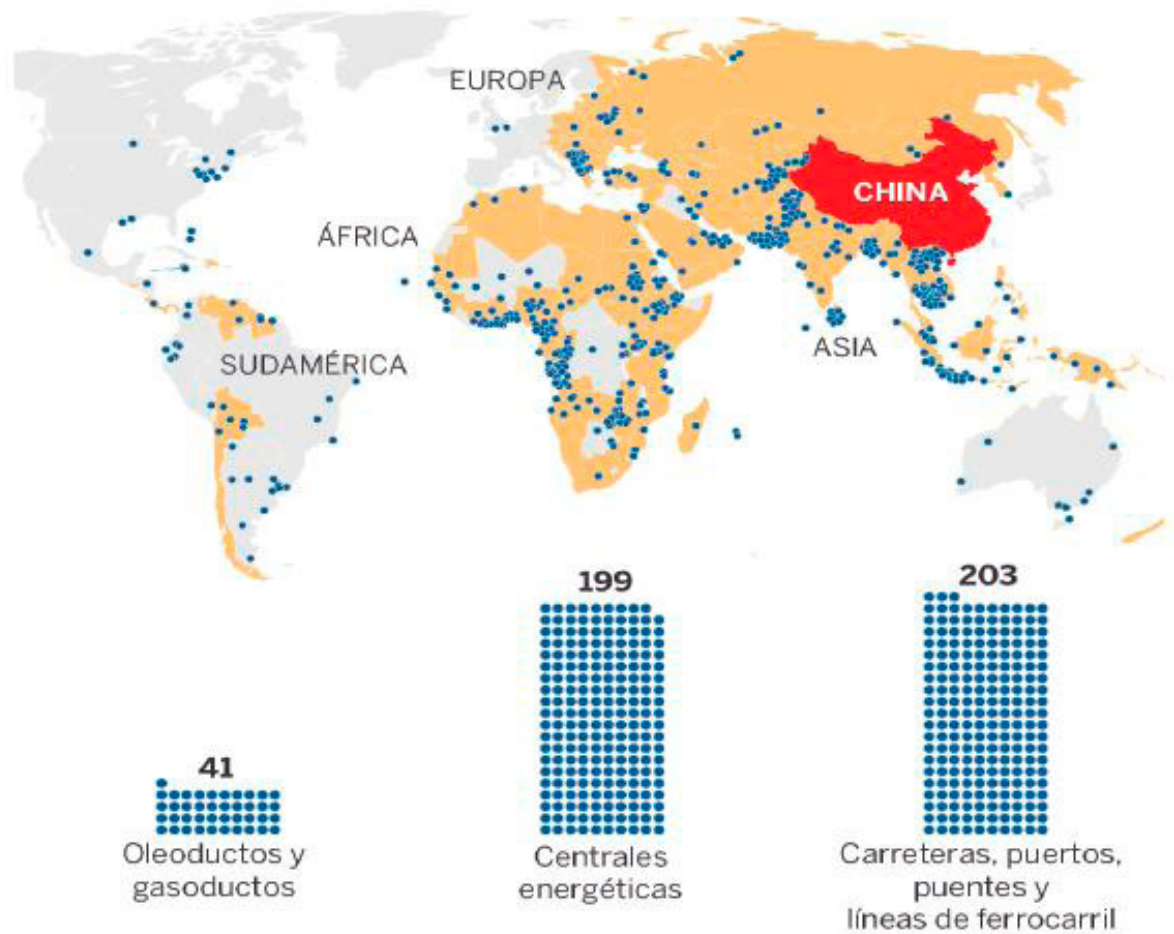 EUROPA
CHINA
ÁFRICA
ASIA
SUDAMÉRICA
41
Oleoductos y
gasoductos
199
Centrales
energéticas
203
Carreteras, puertos,
puentes y
líneas de ferrocarril